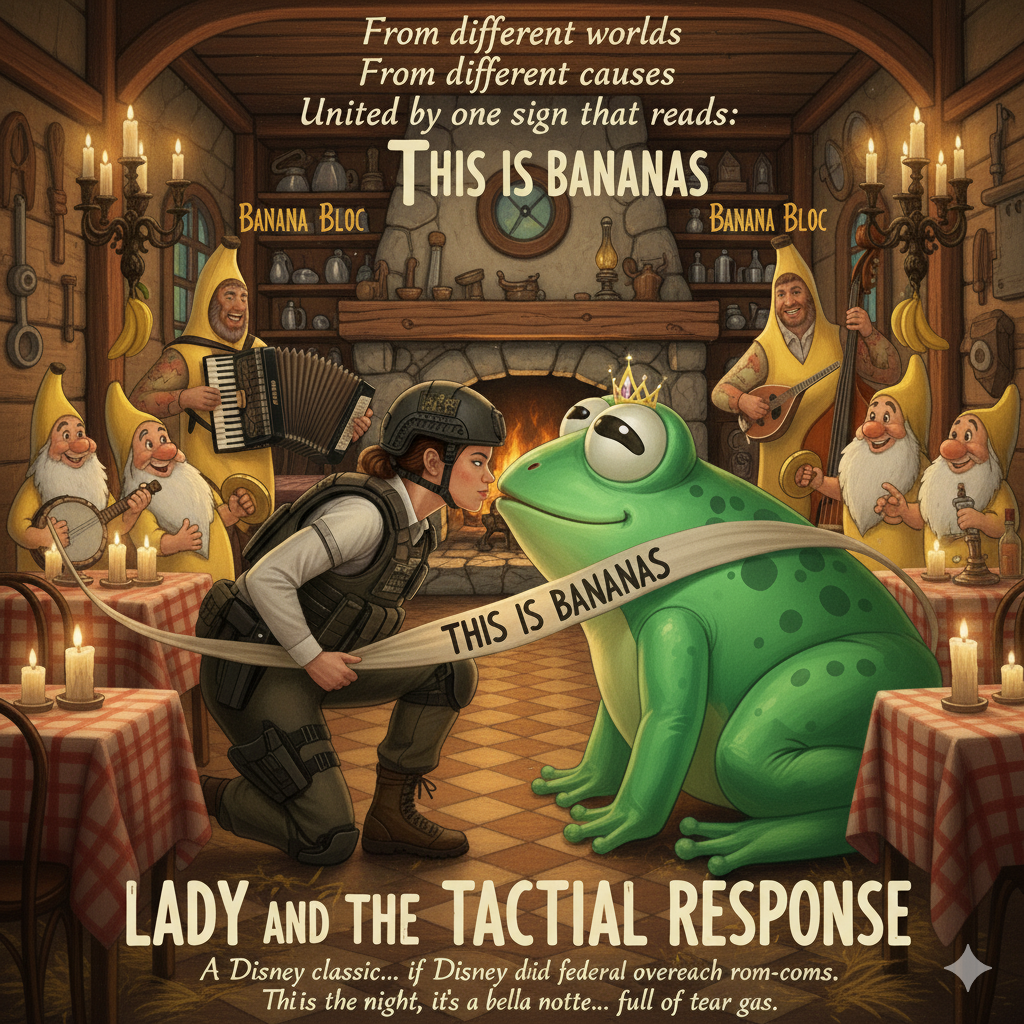 From different worlds
From different causes
United by one sign that reads:
THIS IS BANANAS
BANANA BLOC
BANANA BLOC
THIS IS BANANAS
LADY AND THE TACTIAL RESPONSE
A Disney classic... if Disney did federal overreach rom-coms.
This the night, it's a bella notte... full of tear gas.